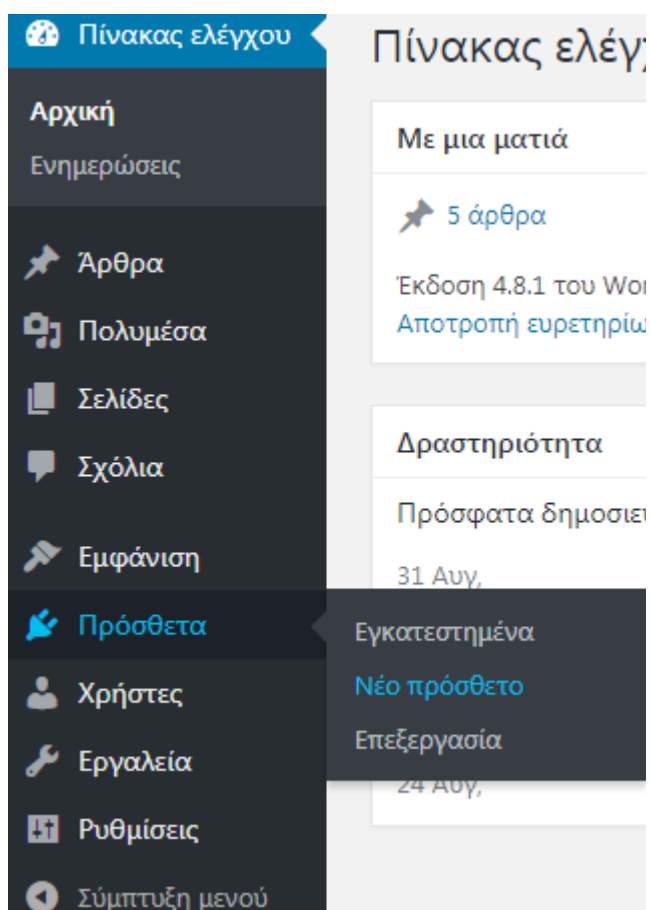 Πίνακας ελέγχου
Αρχική
Ενημερώσεις
Άρθρα
Πολυμέσα
Σελίδες
Σχόλια
Εμφάνιση
Πρόσθετα
Χρήστες
Εργαλεία
Ρυθμίσεις
Σύμπτυξη μενού
Εγκατεστημένα
Νέο πρόσθετο
Επεξεργασία
Πίνακας ελέγχ
Με μια ματιά
5 άρθρα
Έκδοση 4.8.1 του Wor
Αποτροπή ευρετηρίω
Δραστηριότητα
Πρόσφατα δημοσιευ
31 Αυγ,
24 Αυγ,